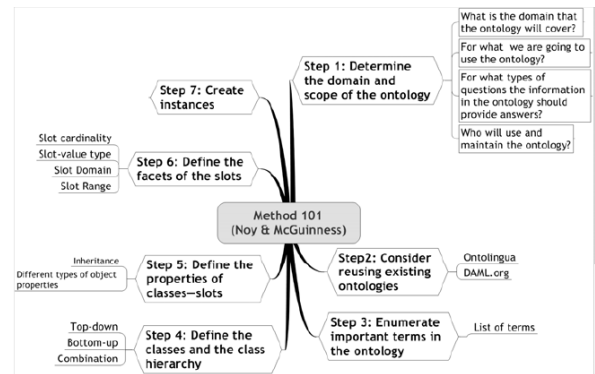 What is the domain that
the ontology will cover?
For what we are going to
use the ontology?
For what types of
questions the information
in the ontology should
provide answers?
Who will use and
maintain the ontology?
Step 1: Determine
the domain and
scope of the ontology
Step 7: Create
instances
Slot cardinality
Slot-value type
Slot Domain
Slot Range
Step 6: Define the
facets of the slots
Method 101
(Noy & McGuinness)
Step2: Consider
reusing existing
ontologies
Ontolingua
DAML.org
Inheritance
Different types of object
properties
Step 5: Define the
properties of
classes—slots
Step 3: Enumerate
important terms in
the ontology
List of terms
Top-down
Bottom-up
Combination
Step 4: Define the
classes and the class
hierarchy